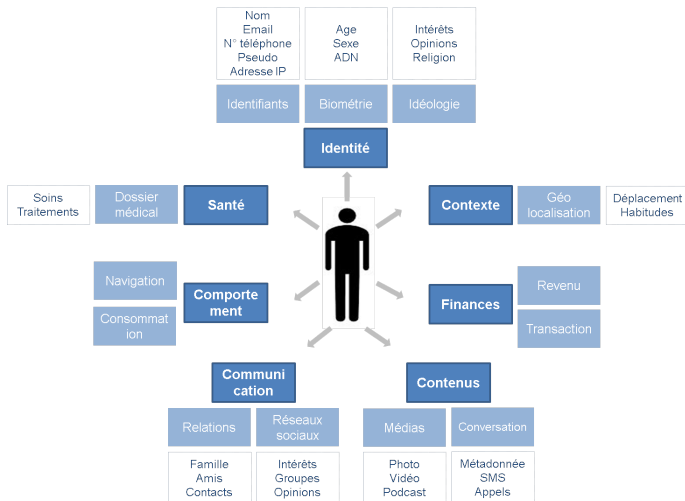 Nom
Email
N° téléphone
Pseudo
Adresse IP
Age
Sexe
ADN
Intérêts
Opinions
Religion
Identifiants
Biométrie
Idéologie
Identité
Soins
Traitements
Dossier
médical
Santé
Contexte
Géo
localisation
Déplacement
Habitudes
Navigation
Consommat
ion
Comporte
ment
Finances
Revenu
Transaction
Communi
cation
Contenus
Relations
Réseaux
sociaux
Médias
Conversation
Famille
Amis
Contacts
Intérêts
Groupes
Opinions
Photo
Vidéo
Podcast
Métadonnée
SMS
Appels